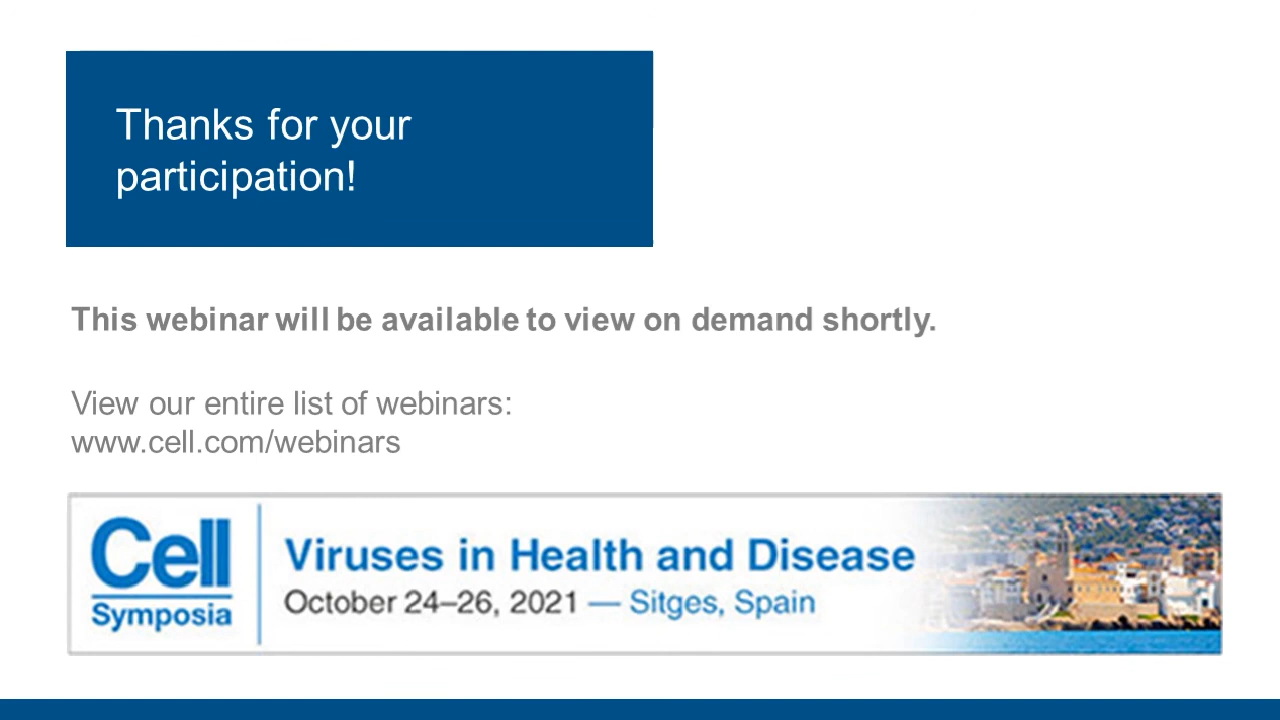 Thanks for your
participation!
This webinar will be available to view on demand shortly.
View our entire list of webinars:
www.cell.com/webinars
Cell
Symposia
Viruses in Health and Disease
October 24–26, 2021 — Sitges, Spain